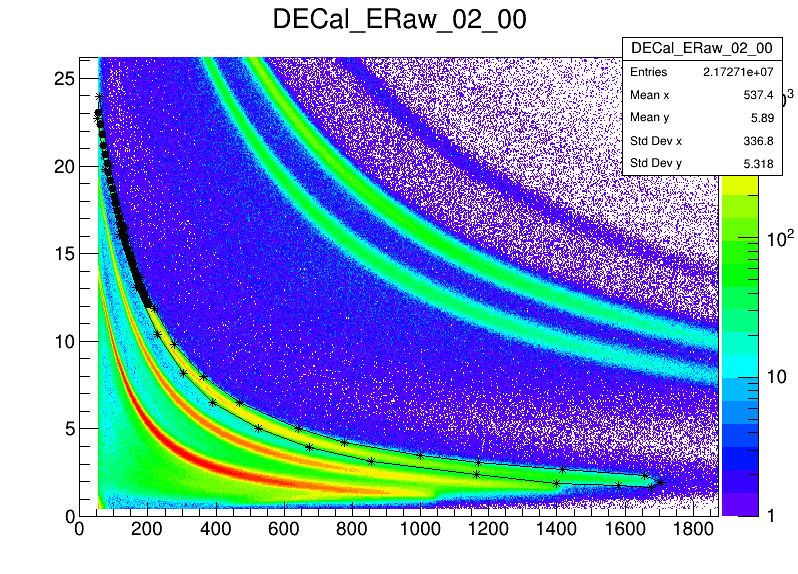 DECal_ERaw_02_00
DECal_ERaw_02_00
Entries 2.17271e+07
Mean x 537.4
Mean y 5.89
Std Dev x 336.8
Std Dev y 5.318
25
20
15
10
5
0
0 200 400 600 800 1000 1200 1400 1600 1800
10²
10
1